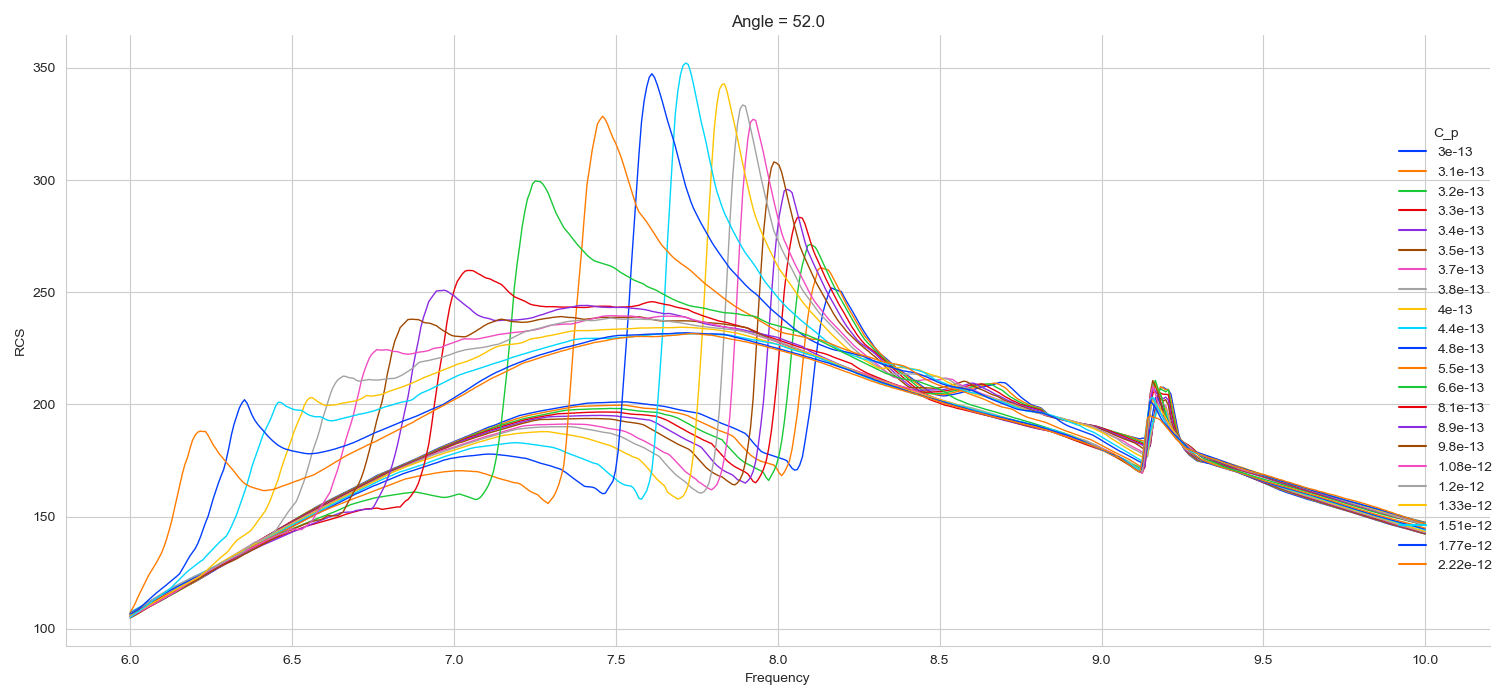 Angle = 52.0
RCS
350
300
250
200
150
100
6.0 6.5 7.0 7.5 8.0 8.5 9.0 9.5 10.0
Frequency
C_p
3e-13
3.1e-13
3.2e-13
3.3e-13
3.4e-13
3.5e-13
3.7e-13
3.8e-13
4e-13
4.4e-13
4.8e-13
5.5e-13
6.6e-13
8.1e-13
8.9e-13
9.8e-13
1.08e-12
1.2e-12
1.33e-12
1.51e-12
1.77e-12
2.22e-12